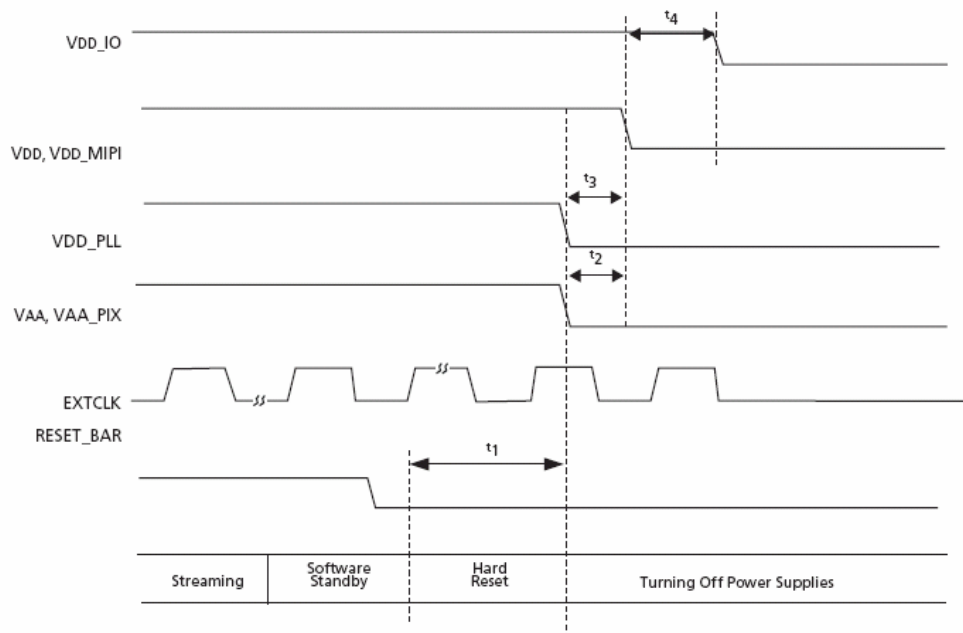 t4
VDD_IO
VDD, VDD_MIPI
t3
VDD_PLL
t2
VAA, VAA_PIX
EXTCLK
RESET_BAR
t1
Streaming
Software
Standby
Hard
Reset
Turning Off Power Supplies